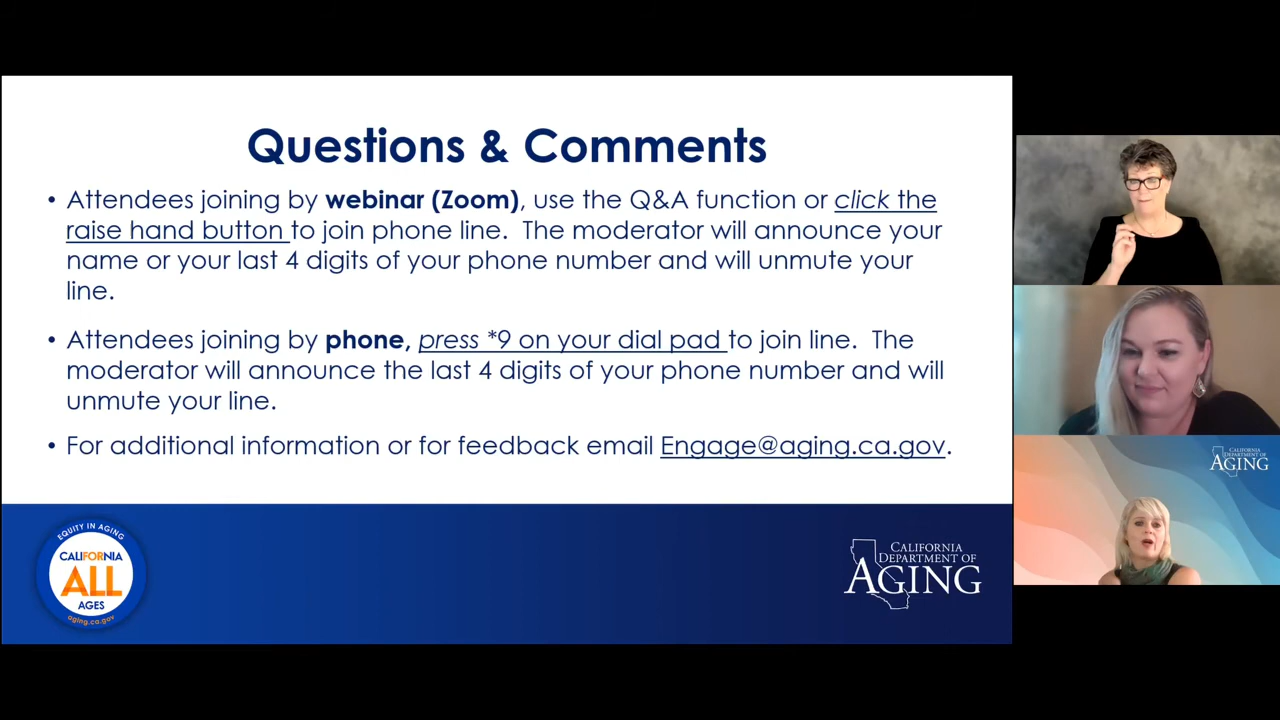 Questions & Comments
• Attendees joining by webinar (Zoom), use the Q&A function or click the
raise hand button to join phone line.  The moderator will announce your
name or your last 4 digits of your phone number and will unmute your
line.
• Attendees joining by phone, press *9 on your dial pad to join line.  The
moderator will announce the last 4 digits of your phone number and will
unmute your line.
• For additional information or for feedback email Engage@aging.ca.gov.
EQUITY IN AGING
CALIFORNIA
ALL
AGES
aging.ca.gov
CALIFORNIA
DEPARTMENT OF
AGING
CALIFORNIA
DEPARTMENT OF
AGING